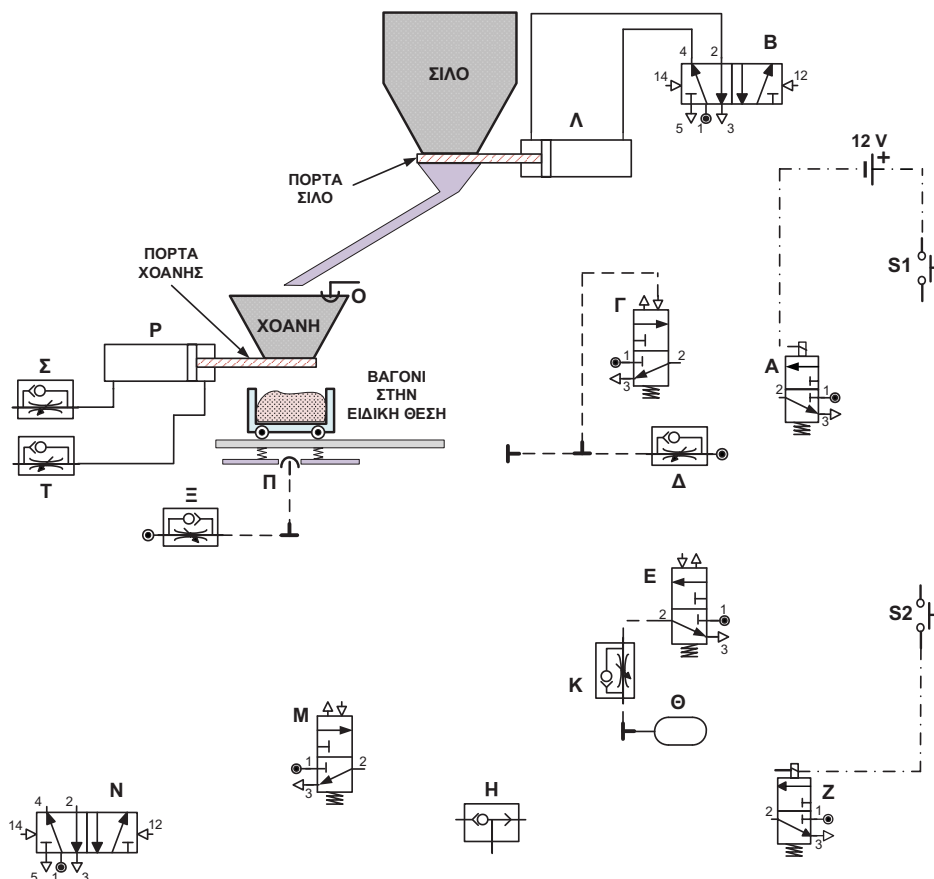 ΣΙΛΟ
4
2
Β
14
12
5
1
3
Λ
12 V
+
ΠΟΡΤΑ
ΣΙΛΟ
S1
ΠΟΡΤΑ
ΧΟΑΝΗΣ
Ο
ΧΟΑΝΗ
Ρ
Γ
1
2
3
Α
2
1
3
Σ
ΒΑΓΟΝΙ
ΣΤΗΝ
ΕΙΔΙΚΗ ΘΕΣΗ
Τ
Π
Δ
Ξ
Ε
2
1
3
S2
Κ
Θ
Μ
1
2
3
Ν
4
2
14
12
5
1
3
Η
Ζ
2
1
3